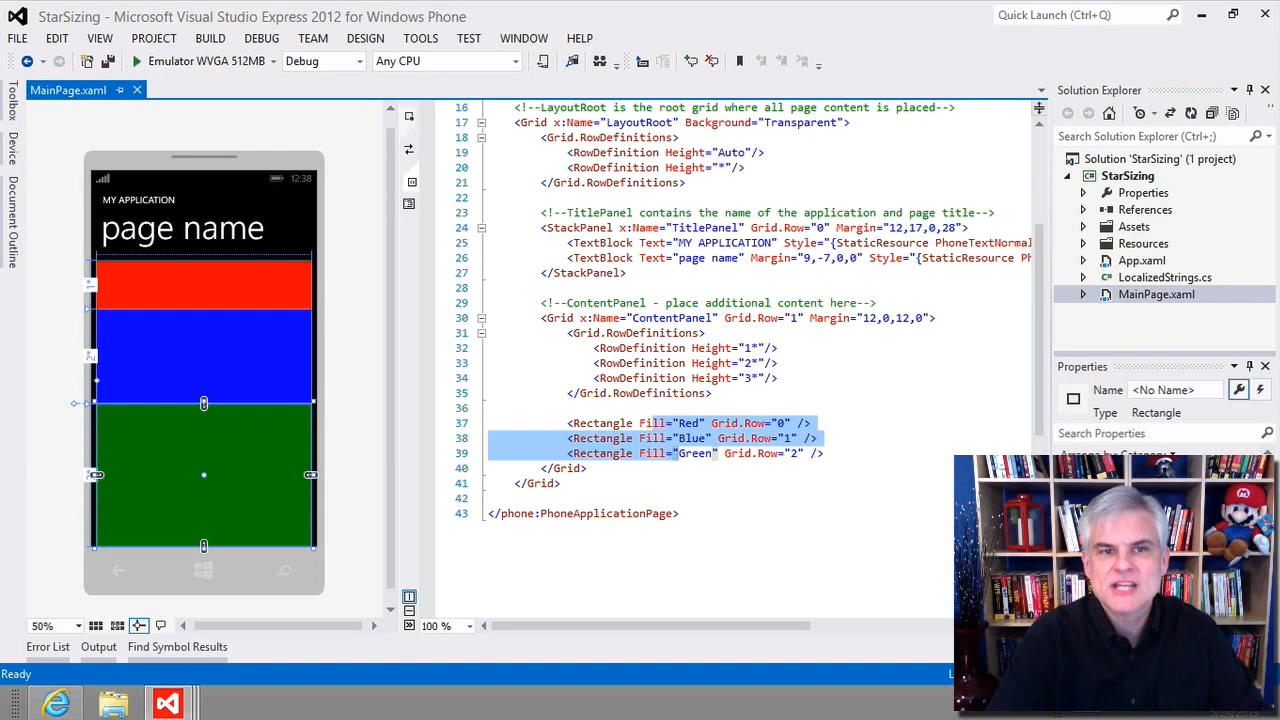 StarSizing - Microsoft Visual Studio Express 2012 for Windows Phone
Quick Launch (Ctrl+Q)
FILE EDIT VIEW PROJECT BUILD DEBUG TEAM DESIGN TOOLS TEST WINDOW HELP
Emulator WVGA 512MB Debug Any CPU
MainPage.xaml
Toolbox
Device
Document Outline
12:38
MY APPLICATION
page name
1*
2*
50%
16 <!--LayoutRoot is the root grid where all page content is placed-->
17 <Grid x:Name="LayoutRoot" Background="Transparent">
18 <Grid.RowDefinitions>
19 <RowDefinition Height="Auto"/>
20 <RowDefinition Height="*"/>
21 </Grid.RowDefinitions>
22
23 <!--TitlePanel contains the name of the application and page title-->
24 <StackPanel x:Name="TitlePanel" Grid.Row="0" Margin="12,17,0,28">
25 <TextBlock Text="MY APPLICATION" Style="{StaticResource PhoneTextNormal
26 <TextBlock Text="page name" Margin="9,-7,0,0" Style="{StaticResource Ph
27 </StackPanel>
28
29 <!--ContentPanel - place additional content here-->
30 <Grid x:Name="ContentPanel" Grid.Row="1" Margin="12,0,12,0">
31 <Grid.RowDefinitions>
32 <RowDefinition Height="1*"/>
33 <RowDefinition Height="2*"/>
34 <RowDefinition Height="3*"/>
35 </Grid.RowDefinitions>
36
37 <Rectangle Fill="Red" Grid.Row="0" />
38 <Rectangle Fill="Blue" Grid.Row="1" />
39 <Rectangle Fill="Green" Grid.Row="2" />
40 </Grid>
41 </Grid>
42
43 </phone:PhoneApplicationPage>
100 %
Solution Explorer
Search Solution Explorer (Ctrl+;)
Solution 'StarSizing' (1 project)
StarSizing
Properties
References
Assets
Resources
App.xaml
LocalizedStrings.cs
MainPage.xaml
Properties
Name <No Name>
Type Rectangle
Search Properties
Arrange by: Category
Error List Output Find Symbol Results
Ready